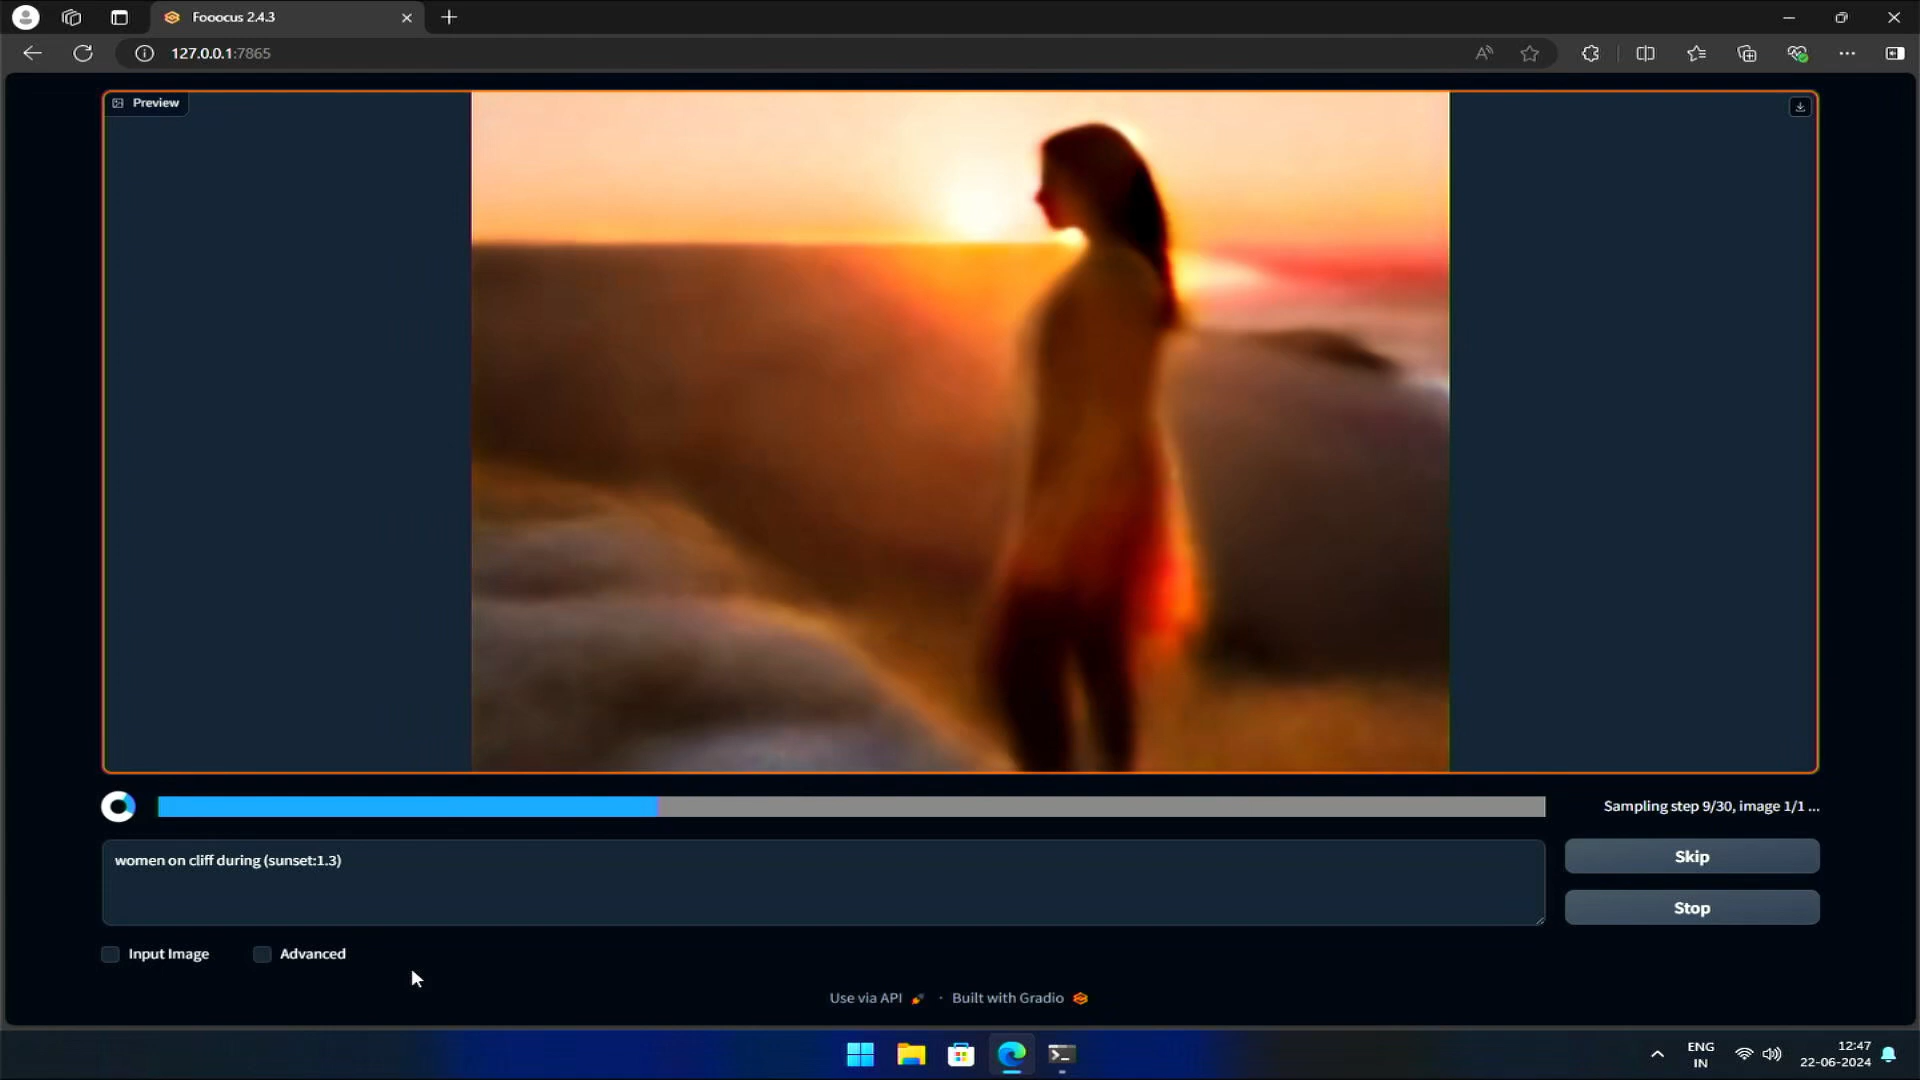 Fooocus 2.4.3
127.0.0.1:7865
Preview
Sampling step 9/30, image 1/1 ...
women on cliff during (sunset:1.3)
Skip
Stop
Input Image
Advanced
Use via API · Built with Gradio
ENG
IN
12:47
22-06-2024